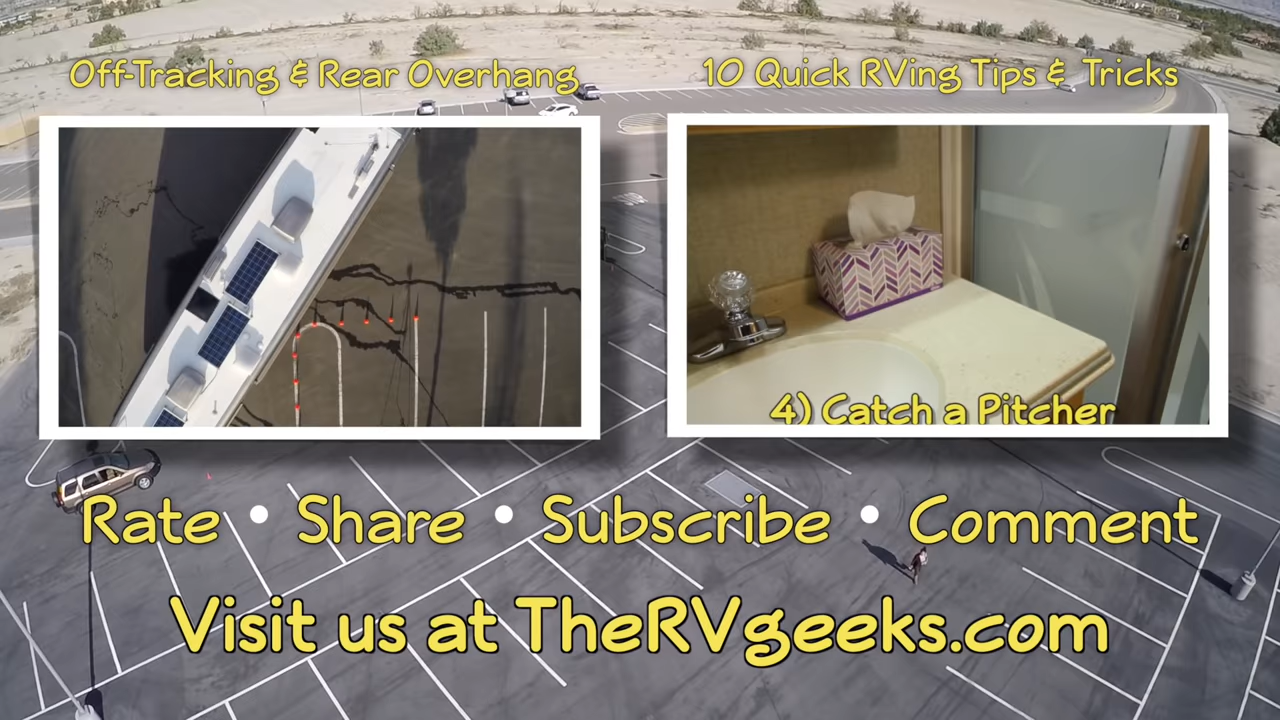 Off-Tracking & Rear Overhang
10 Quick RVing Tips & Tricks
4) Catch a Pitcher
Rate • Share • Subscribe • Comment
Visit us at TheRVgeeks.com